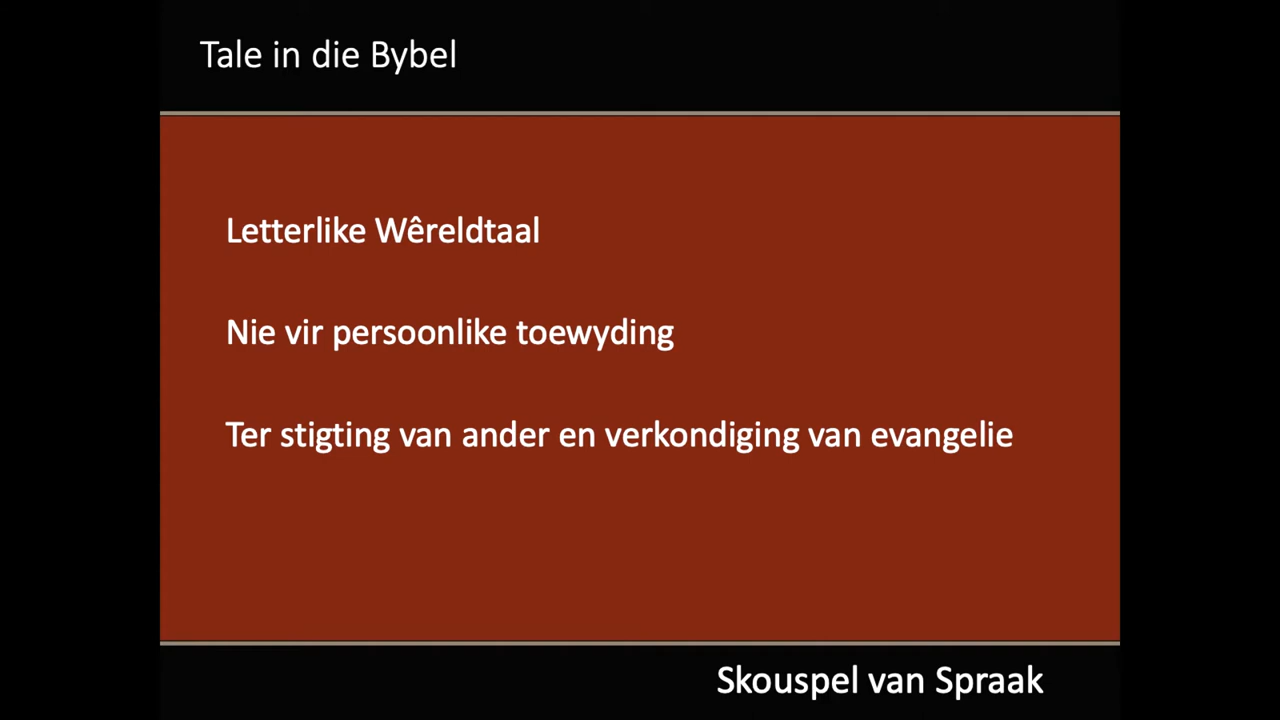 Tale in die Bybel
Letterlike Wêreldtaal
Nie vir persoonlike toewyding
Ter stigting van ander en verkondiging van evangelie
Skouspel van Spraak